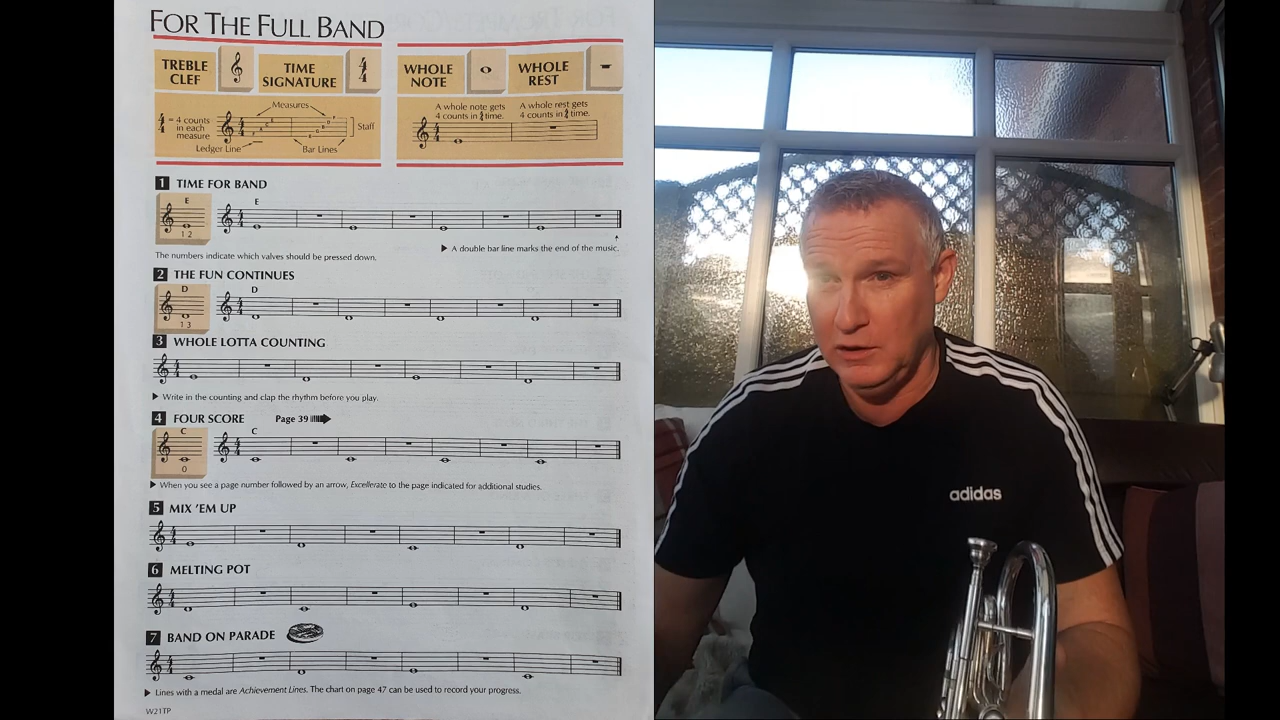 FOR THE FULL BAND
TREBLE CLEF
TIME SIGNATURE
4 4
WHOLE NOTE
WHOLE REST
4 4 = 4 counts in each measure
Measures
Staff
Ledger Line
Bar Lines
A whole note gets 4 counts in 4 4 time.
A whole rest gets 4 counts in 4 4 time.
1 TIME FOR BAND
E
1 2
E
A double bar line marks the end of the music.
The numbers indicate which valves should be pressed down.
2 THE FUN CONTINUES
D
1 3
D
3 WHOLE LOTTA COUNTING
Write in the counting and clap the rhythm before you play.
4 FOUR SCORE Page 39
C
0
C
When you see a page number followed by an arrow, Excellerate to the page indicated for additional studies.
5 MIX 'EM UP
6 MELTING POT
7 BAND ON PARADE
Lines with a medal are Achievement Lines. The chart on page 47 can be used to record your progress.
W21TP
adidas